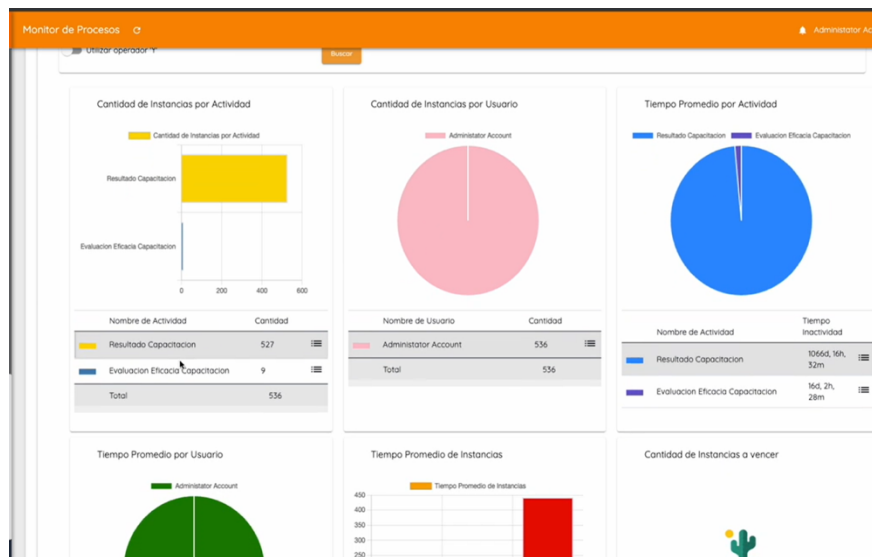 Monitor de Procesos
Administator Ac
Utilizar operador "Y"
Buscar
Cantidad de Instancias por Actividad
Cantidad de Instancias por Actividad
Resultado Capacitacion
Evaluacion Eficacia Capacitacion
0 200 400 600
Nombre de Actividad Cantidad
Resultado Capacitacion 527
Evaluacion Eficacia Capacitacion 9
Total 536
Cantidad de Instancias por Usuario
Administator Account
Nombre de Usuario Cantidad
Administator Account 536
Total 536
Tiempo Promedio por Actividad
Resultado Capacitacion Evaluacion Eficacia Capacitacion
Nombre de Actividad Tiempo
Inactividad
Resultado Capacitacion 1066d, 16h,
32m
Evaluacion Eficacia Capacitacion 16d, 2h,
28m
Tiempo Promedio por Usuario
Administator Account
Tiempo Promedio de Instancias
Tiempo Promedio de Instancias
450
400
350
300
250
Cantidad de Instancias a vencer